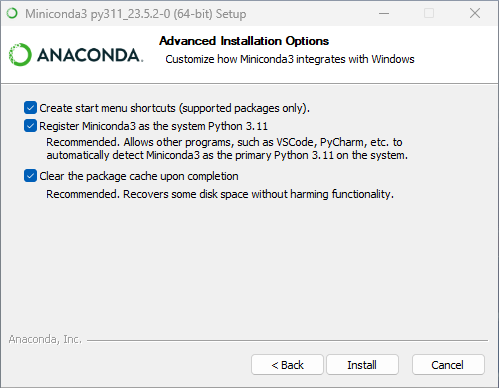 Miniconda3 py311_23.5.2-0 (64-bit) Setup
ANACONDA.
Advanced Installation Options
Customize how Miniconda3 integrates with Windows
Create start menu shortcuts (supported packages only).
Register Miniconda3 as the system Python 3.11
Recommended. Allows other programs, such as VSCode, PyCharm, etc. to
automatically detect Miniconda3 as the primary Python 3.11 on the system.
Clear the package cache upon completion
Recommended. Recovers some disk space without harming functionality.
Anaconda, Inc.
< Back
Install
Cancel